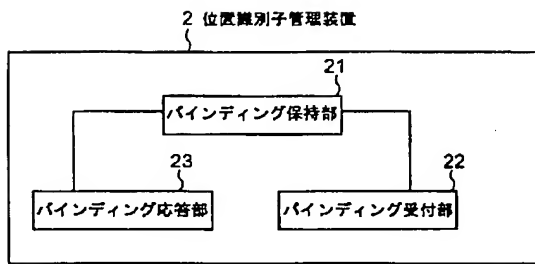 2 位置識別子管理装置
21
バインディング保持部
23
バインディング応答部
22
バインディング受付部